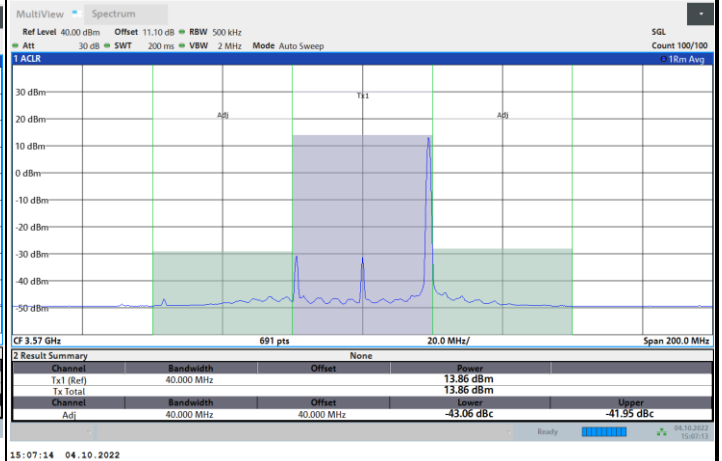 MultiView Spectrum
Ref Level 40.00 dBm Offset 11.10 dB RBW 500 kHz SGL
Att 30 dB SWT 200 ms VBW 2 MHz Mode Auto Sweep Count 100/100
1 ACLR 1Rm Avg
30 dBm
Tx1
20 dBm Adj Adj
10 dBm
0 dBm
-10 dBm
-20 dBm
-30 dBm
-40 dBm
-50 dBm
CF 3.57 GHz 691 pts 20.0 MHz/ Span 200.0 MHz
2 Result Summary None
Channel Bandwidth Offset Power
Tx1 (Ref) 40.000 MHz 13.86 dBm
Tx Total 13.86 dBm
Channel Bandwidth Offset Lower Upper
Adj 40.000 MHz 40.000 MHz -43.06 dBc -41.95 dBc
Ready 04.10.2022
15:07:13
15:07:14 04.10.2022